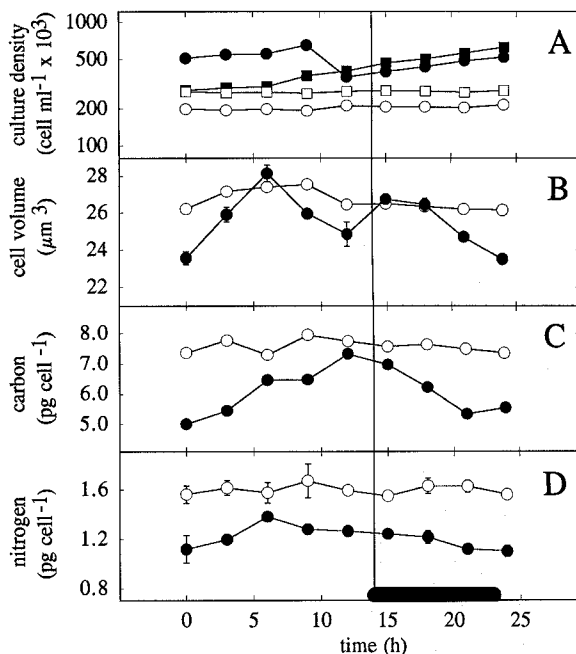 1000
500
200
100
culture density
(cell ml-1 x 103)
A
28
26
24
22
cell volume
(μm 3)
B
8.0
7.0
6.0
5.0
carbon
(pg cell -1)
C
1.6
1.2
0.8
nitrogen
(pg cell-1)
D
0 5 10 15 20 25
time (h)